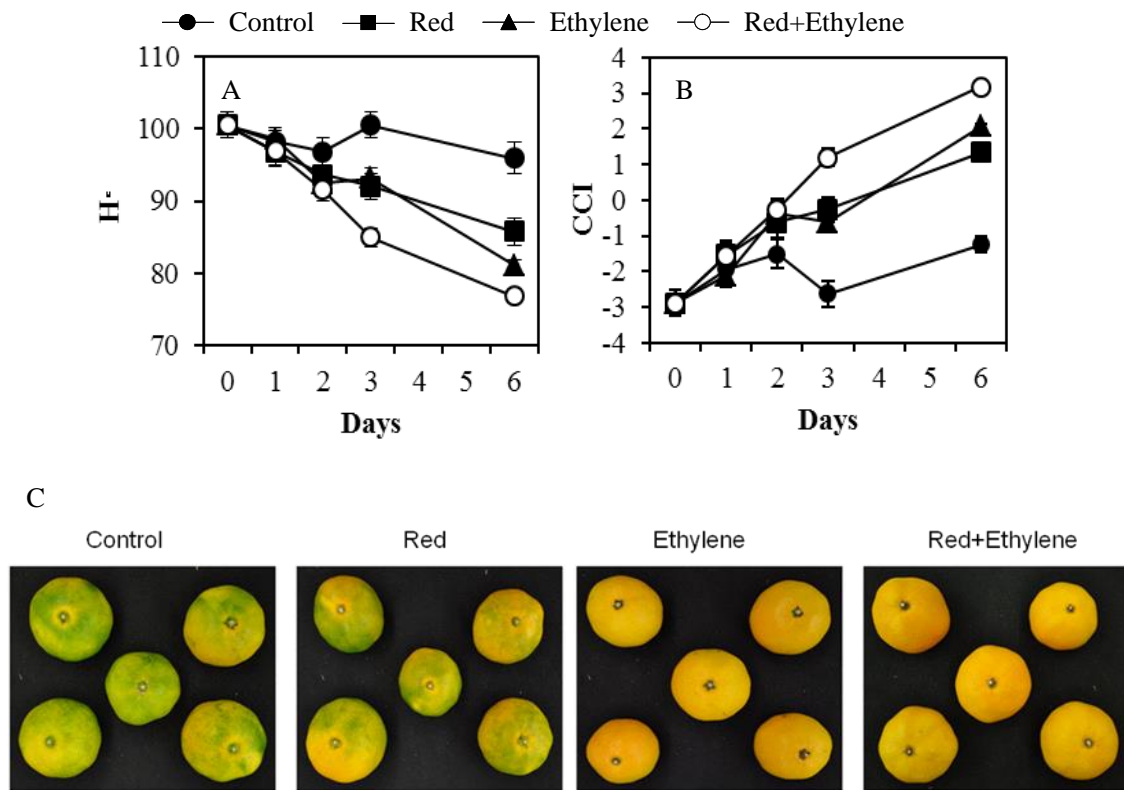 Control Red Ethylene Red+Ethylene
A
110
100
90
80
70
H°
0 1 2 3 4 5 6
Days
B
4
3
2
1
0
-1
-2
-3
-4
CCI
0 1 2 3 4 5 6
Days
C
Control Red Ethylene Red+Ethylene